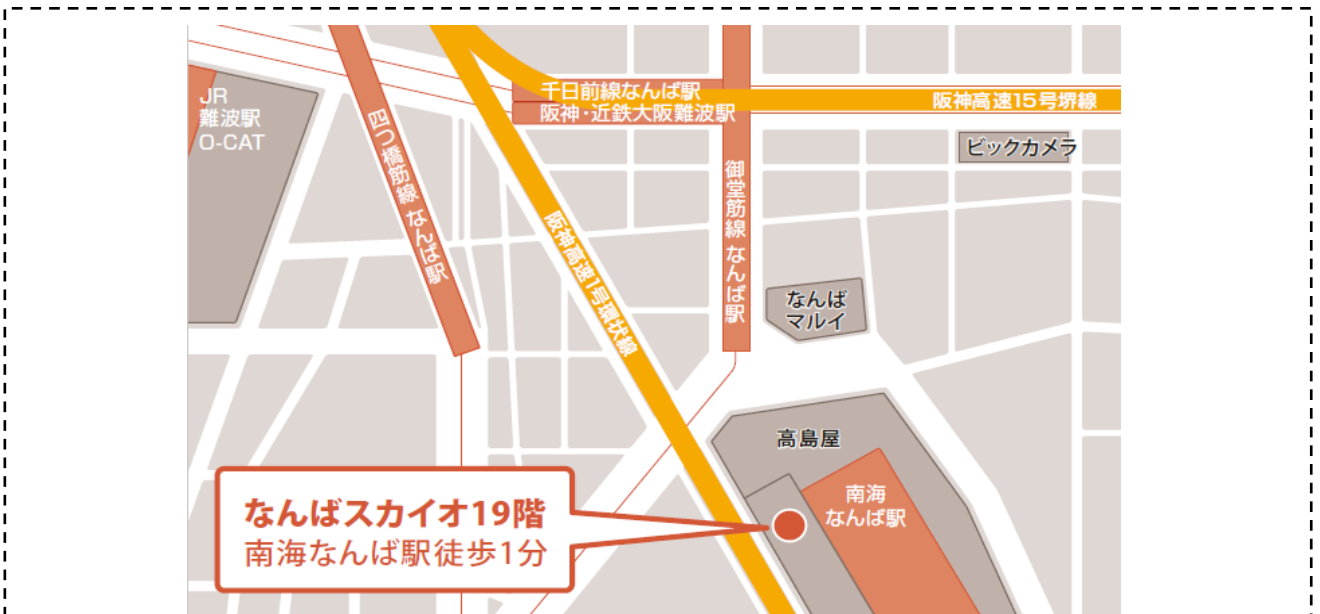 千日前線なんば駅
阪神・近鉄大阪難波駅
阪神高速15号堺線
JR
難波駅
O-CAT
四つ橋筋線 なんば駅
ビックカメラ
御堂筋線 なんば駅
阪神高速1号環状線
なんば
マルイ
高島屋
南海
なんば駅
なんばスカイオ19階
南海なんば駅徒歩1分